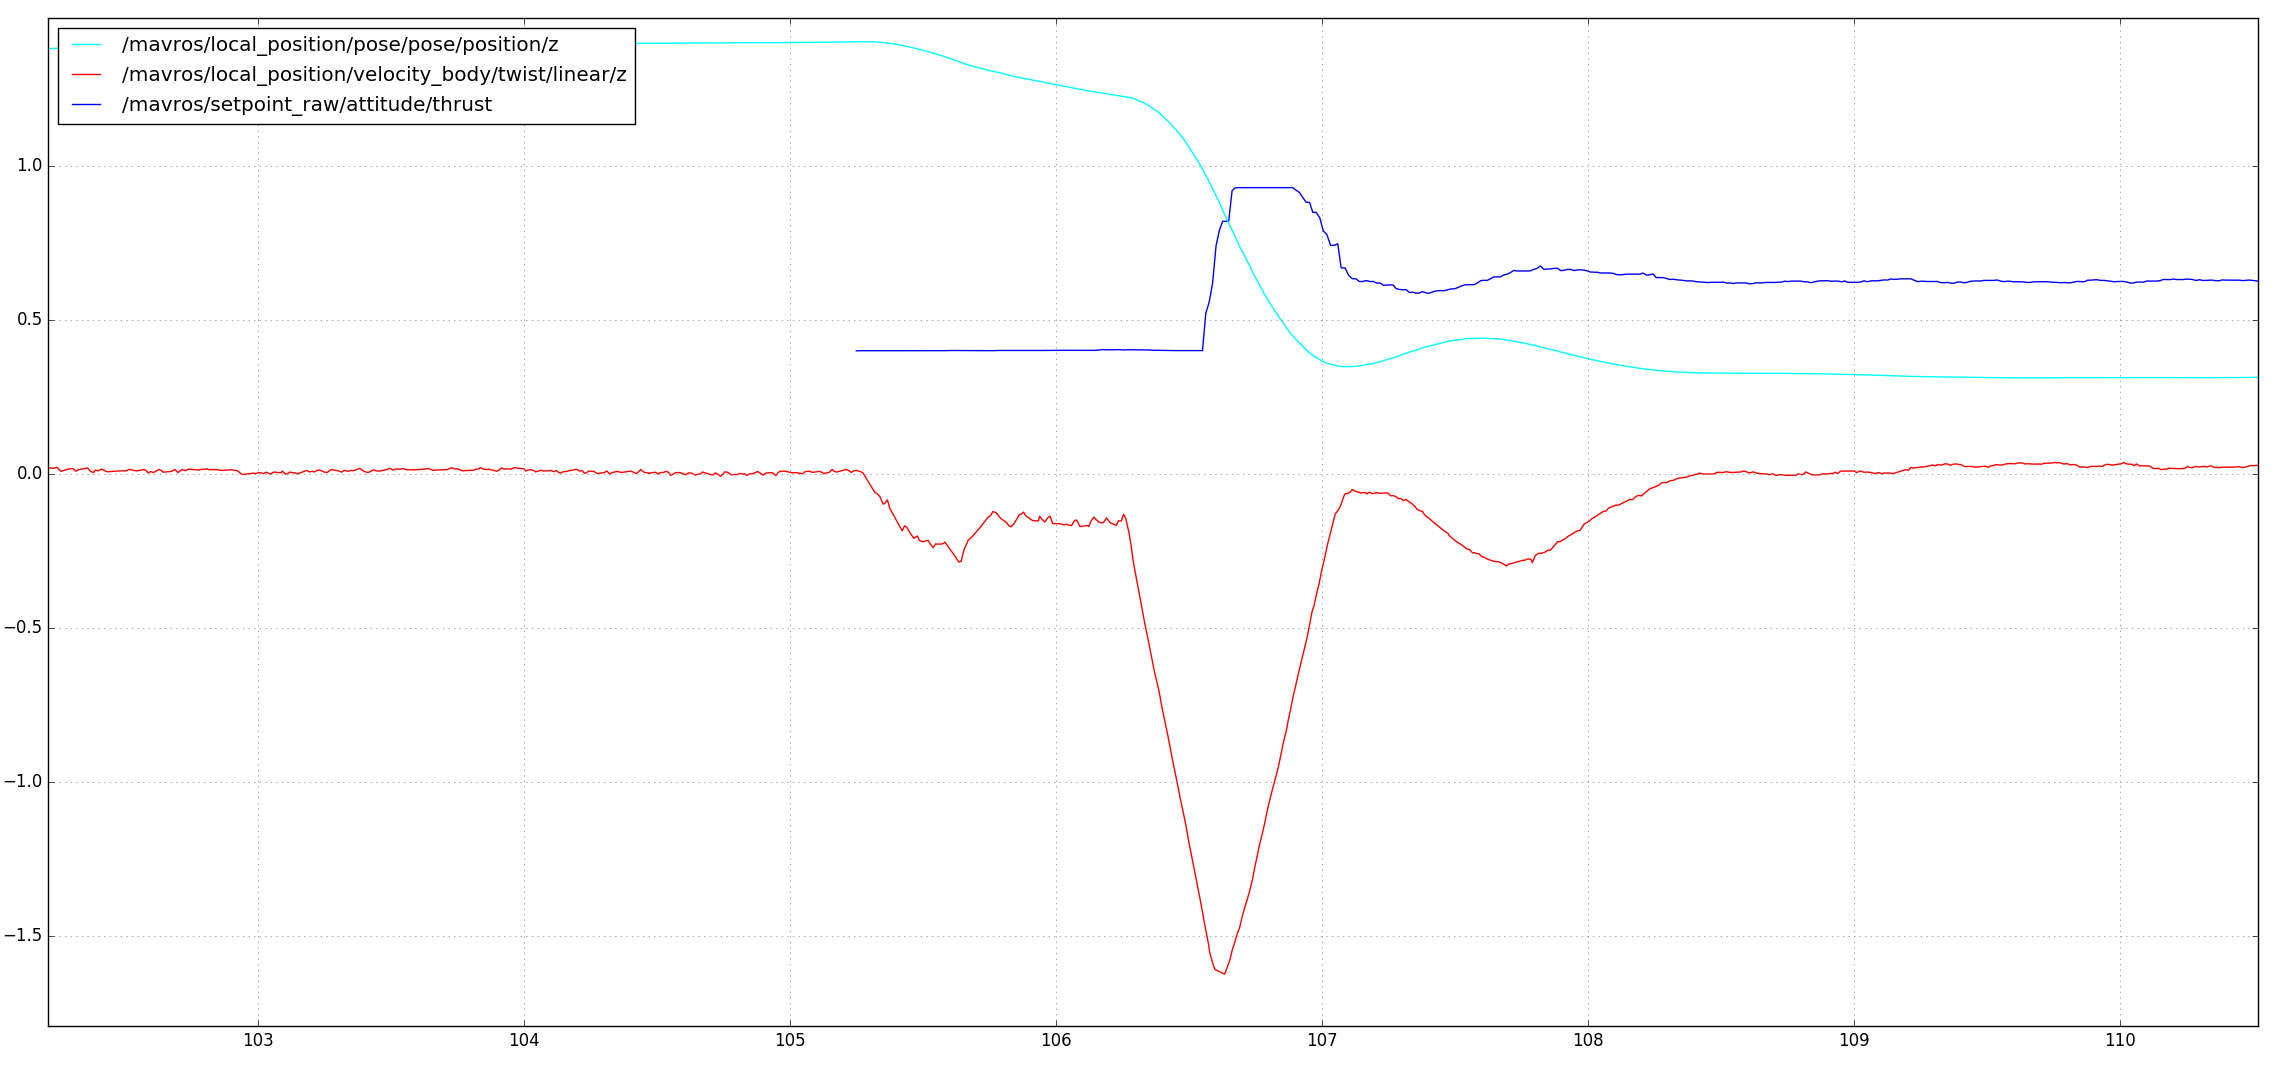 /mavros/local_position/pose/pose/position/z
/mavros/local_position/velocity_body/twist/linear/z
/mavros/setpoint_raw/attitude/thrust
1.0
0.5
0.0
−0.5
−1.0
−1.5
103 104 105 106 107 108 109 110